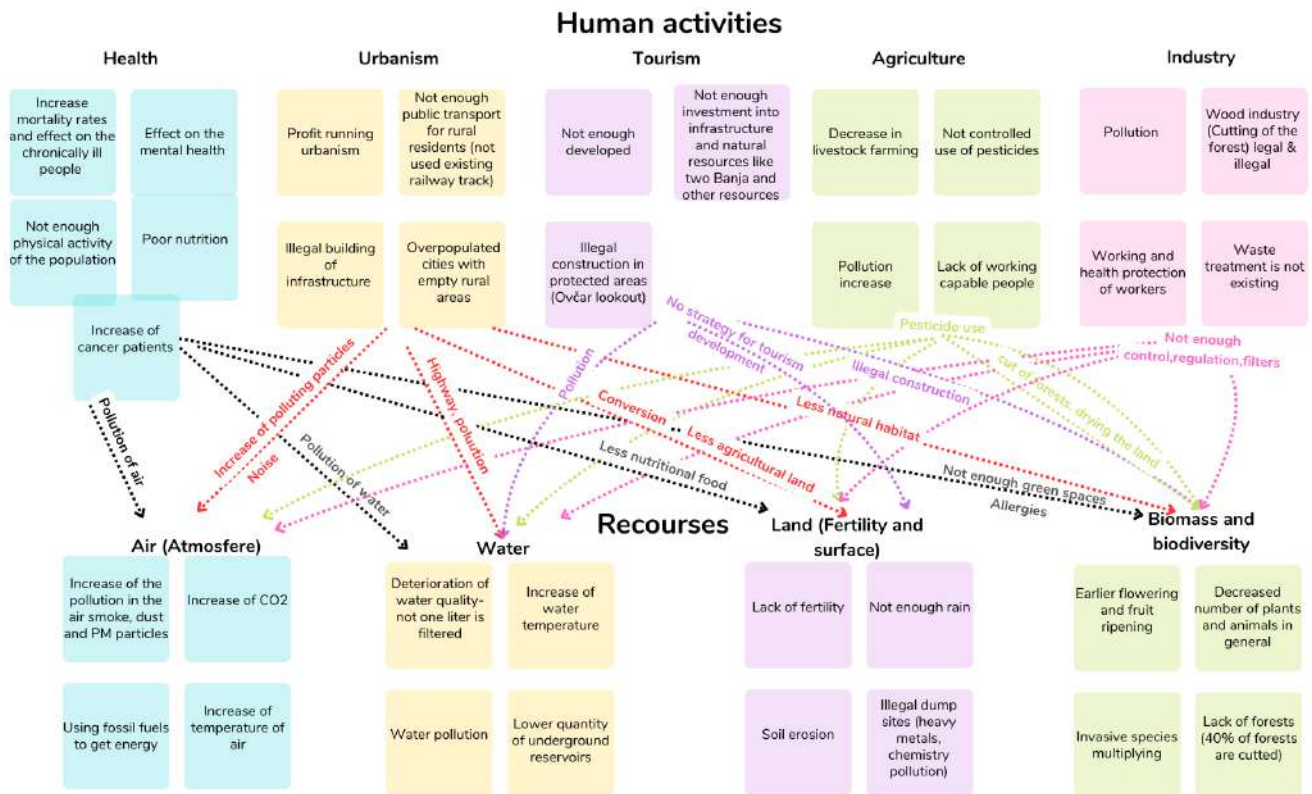 Human activities
Health
Urbanism
Tourism
Agriculture
Industry
Increase
mortality rates
and effect on the
chronically ill
people
Effect on the
mental health
Not enough
physical activity
of the population
Poor nutrition
Increase of
cancer patients
Profit running
urbanism
Not enough
public transport
for rural
residents (not
used existing
railway track)
Illegal building
of
infrastructure
Overpopulated
cities with
empty rural
areas
Not enough
developed
Not enough
investment into
infrastructure
and natural
resources like
two Banja and
other resources
Illegal
construction in
protected areas
(Ovčar lookout)
Decrease in
livestock farming
Not controlled
use of pesticides
Pollution
increase
Lack of working
capable people
Pollution
Wood industry
(Cutting of the
forest) legal &
illegal
Working and
health protection
of workers
Waste
treatment is not
existing
Pollution of air
Increase of polluting particles
Noise
Pollution of water
Highway, poluution
Pollution
No strategy for tourism
development
Conversion
Less agricultural land
Less nutritional food
Illegal construction
Less natural habitat
Pesticide use
cut of forests, drying the land
Not enough
control,regulation,filters
Not enough green spaces
Allergies
Recourses
Air (Atmosfere)
Water
Land (Fertility and
surface)
Biomass and
biodiversity
Increase of the
pollution in the
air smoke, dust
and PM particles
Increase of CO2
Using fossil fuels
to get energy
Increase of
temperature of
air
Deterioration of
water quality-
not one liter is
filtered
Increase of
water
temperature
Water pollution
Lower quantity
of underground
reservoirs
Lack of fertility
Not enough rain
Soil erosion
Illegal dump
sites (heavy
metals,
chemistry
pollution)
Earlier flowering
and fruit
ripening
Decreased
number of plants
and animals in
general
Invasive species
multiplying
Lack of forests
(40% of forests
are cutted)